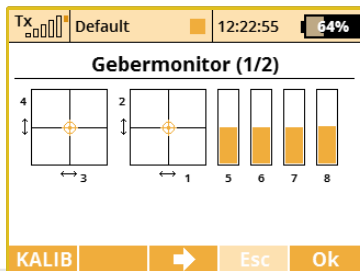 Tx Default 12:22:55 64%
Gebermonitor (1/2)
4 2
3 1 5 6 7 8
KALIB Esc Ok